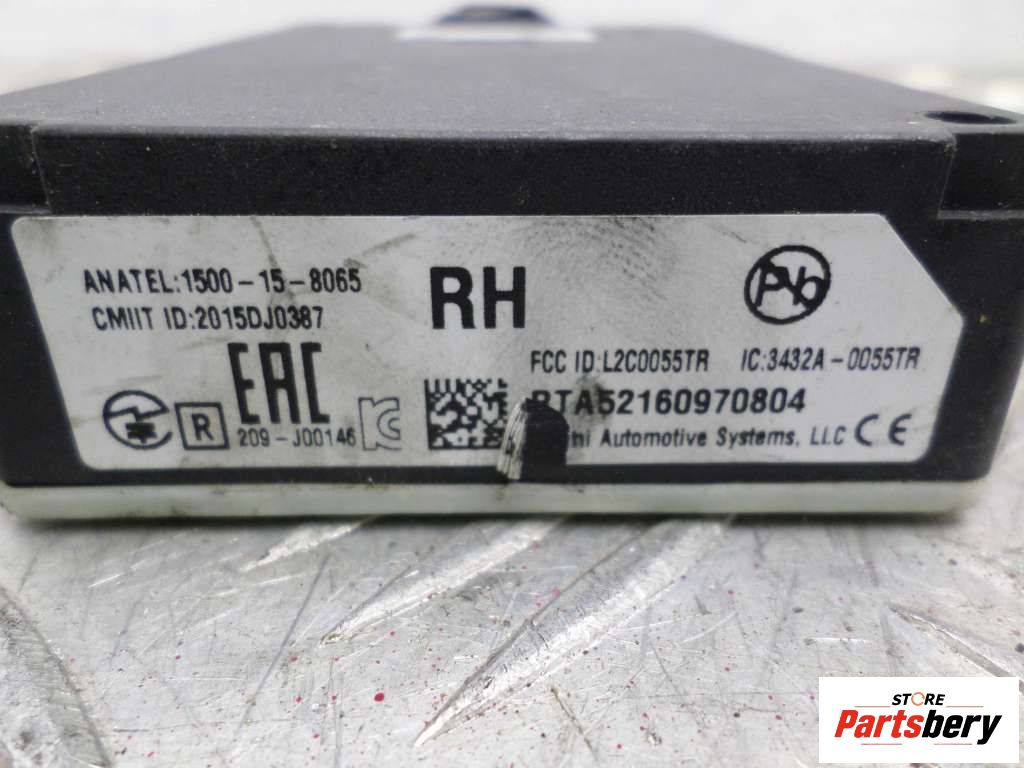 ANATEL:1500-15-8065
CMIIT ID:2015DJ0387
RH
Pb
FCC ID:L2C0055TR IC:3432A-0055TR
EAC
R
209-J00146
TA52160970804
Automotive Systems, LLC CE
STORE
Partsbery